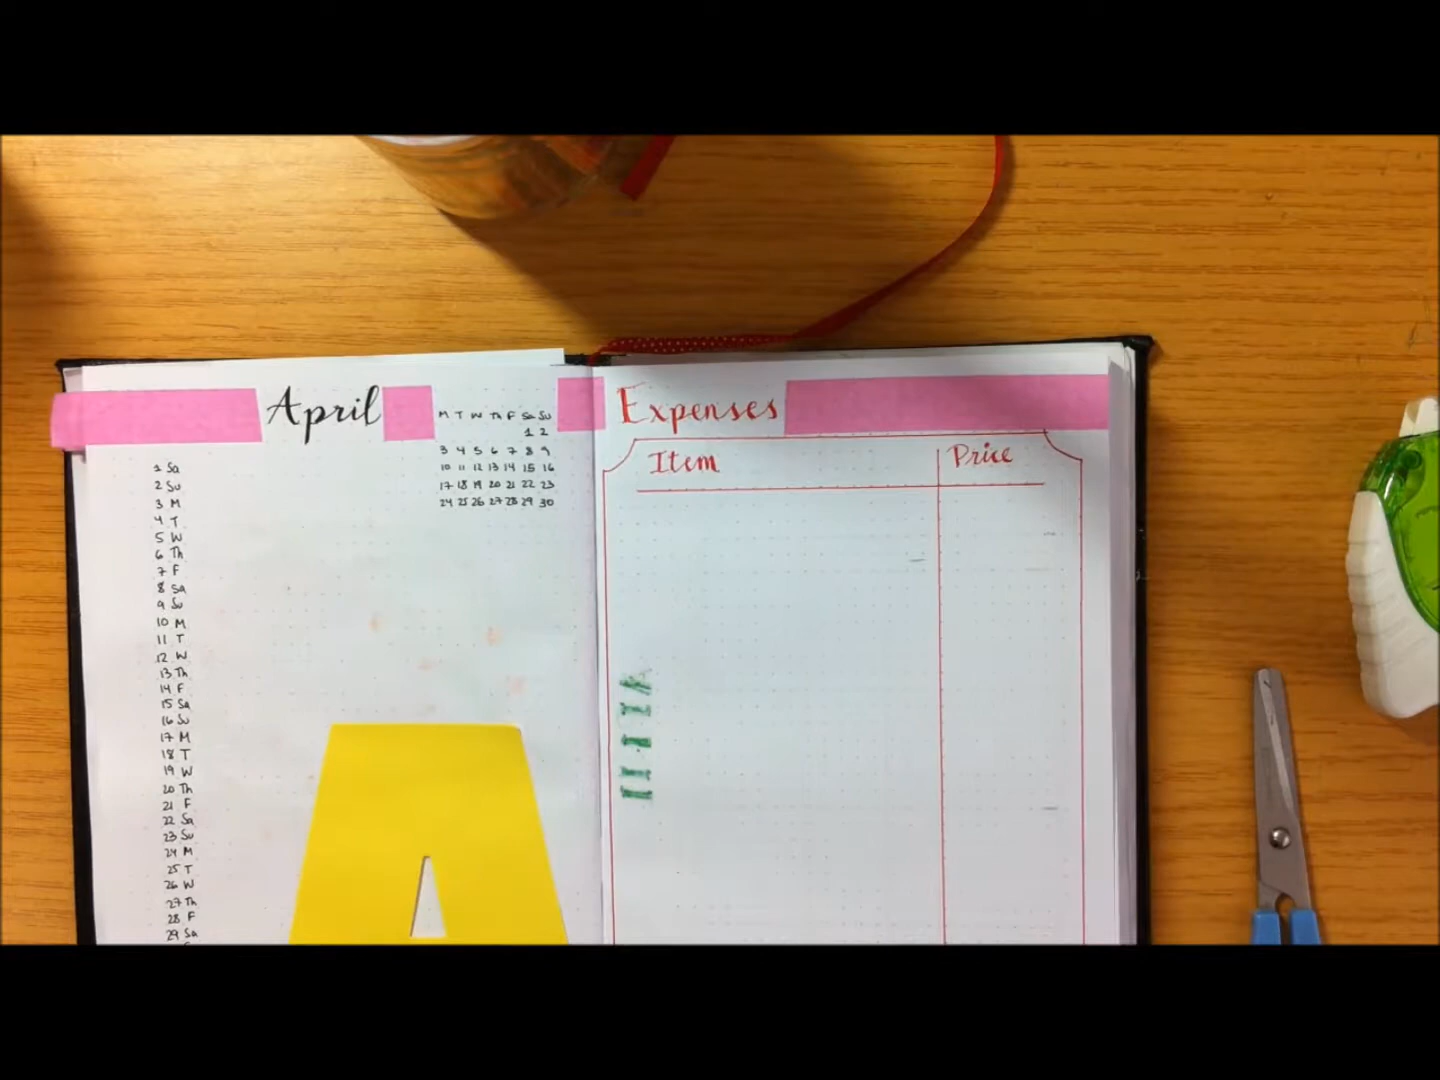 April
M T W Th F Sa Su
1 2
3 4 5 6 7 8 9
10 11 12 13 14 15 16
17 18 19 20 21 22 23
24 25 26 27 28 29 30
1 Sa
2 Su
3 M
4 T
5 W
6 Th
7 F
8 Sa
9 Su
10 M
11 T
12 W
13 Th
14 F
15 Sa
16 Su
17 M
18 T
19 W
20 Th
21 F
22 Sa
23 Su
24 M
25 T
26 W
27 Th
28 F
29 Sa
A
Expenses
Item Price